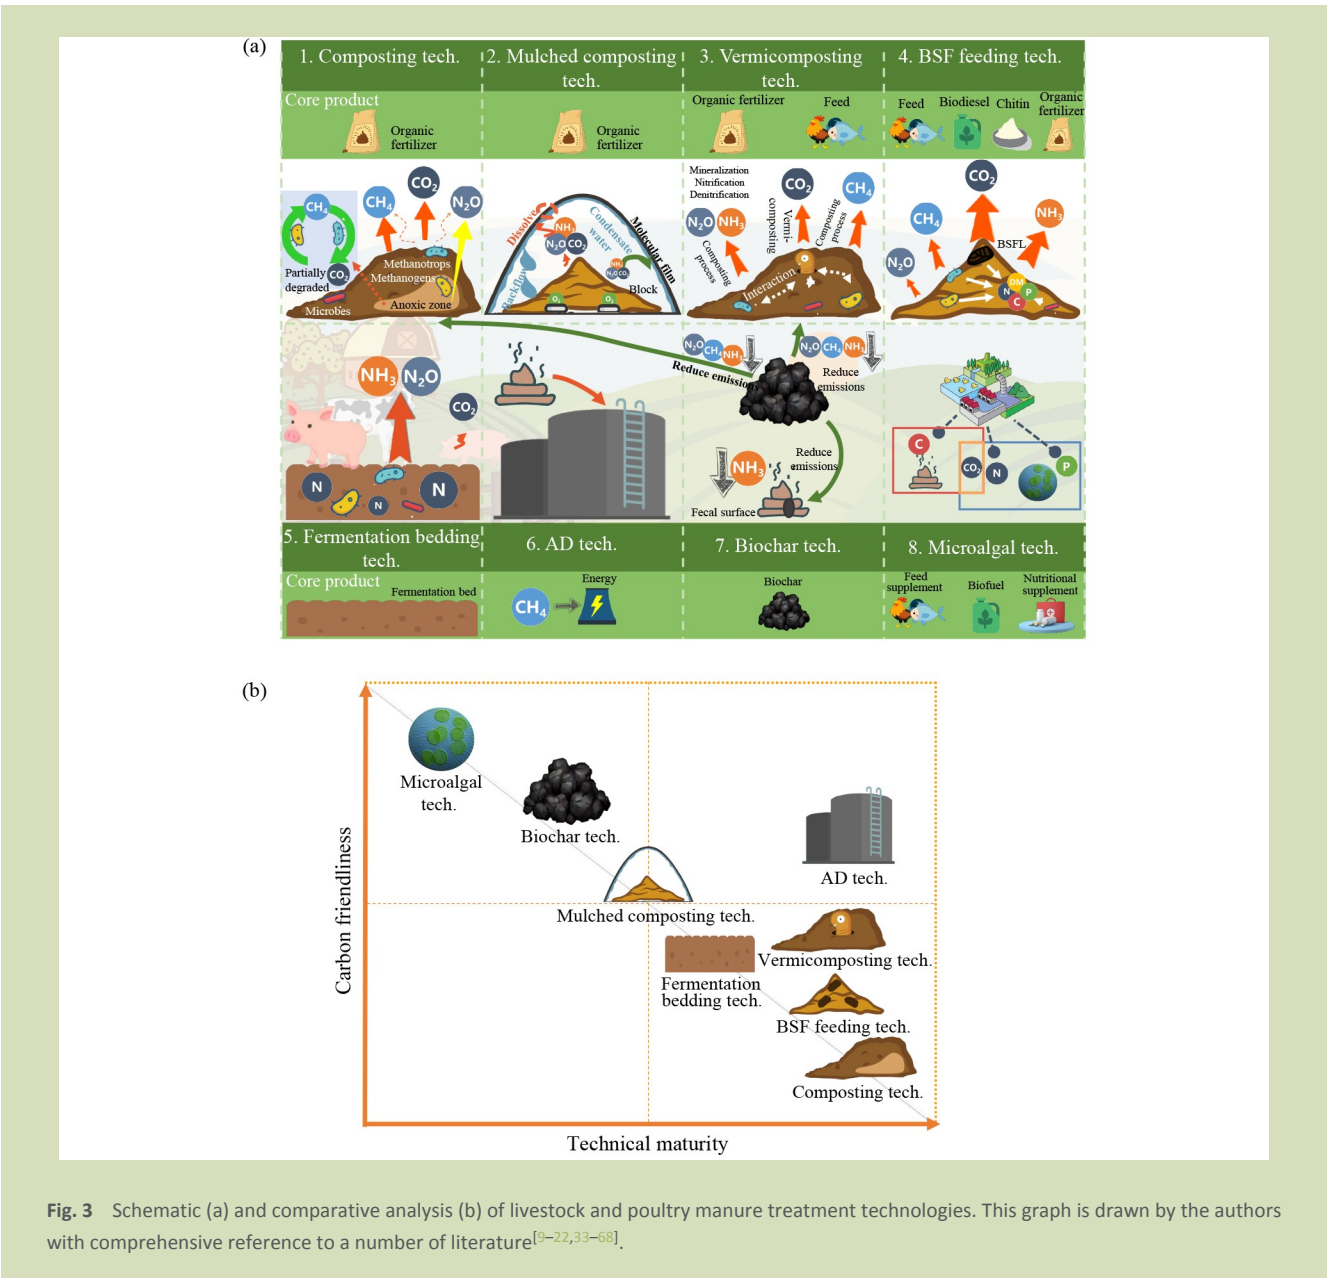 (a)
1. Composting tech.
2. Mulched composting
tech.
3. Vermicomposting
tech.
4. BSF feeding tech.
Core product
Organic
fertilizer
Organic
fertilizer
Organic fertilizer
Feed
Feed
Biodiesel
Chitin
Organic
fertilizer
CH4
Partially
degraded
CO2
CH4
CO2
N2O
Methanotrops
Methanogens
Anoxic zone
Microbes
Dissolve
Backflow
NH3
N2O CO2
Condensate
water
Molecular film
NH3
N2O CO2
Block
O2
O2
Mineralization
Nitrification
Denitrification
N2O NH3
Composting
process
Vermi-
composting
CO2
Composting
process
CH4
Interaction
N2O
CH4
CO2
NH3
BSFL
DM
N
P
C
NH3 N2O
CO2
N
N
N
N2O CH4 NH3
Reduce emissions
N2O CH4 NH3
Reduce
emissions
NH3
Reduce
emissions
Fecal surface
C
CO2
N
P
5. Fermentation bedding
tech.
6. AD tech.
7. Biochar tech.
8. Microalgal tech.
Core product
Fermentation bed
CH4
Energy
Biochar
Feed
supplement
Biofuel
Nutritional
supplement
(b)
Carbon friendliness
Microalgal
tech.
Biochar tech.
AD tech.
Mulched composting tech.
Vermicomposting tech.
Fermentation
bedding tech.
BSF feeding tech.
Composting tech.
Technical maturity
Fig. 3 Schematic (a) and comparative analysis (b) of livestock and poultry manure treatment technologies. This graph is drawn by the authors
with comprehensive reference to a number of literature[9–22,33–68].